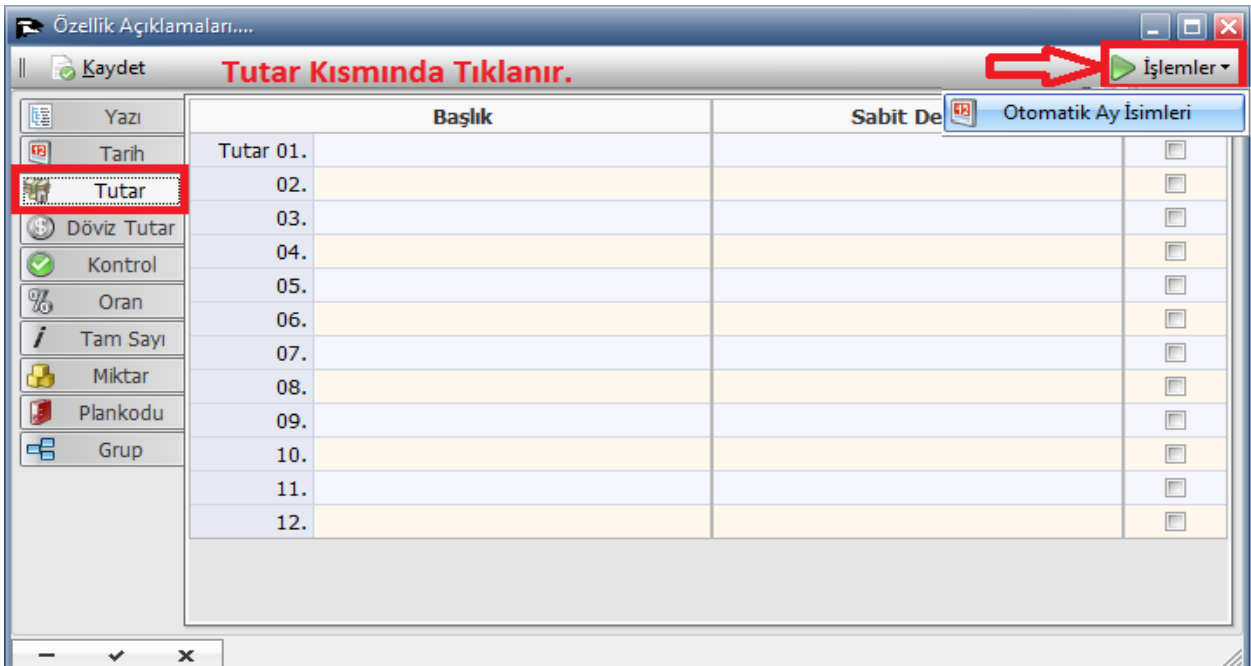 Özellik Açıklamaları....
Kaydet
Tutar Kısmında Tıklanır.
İşlemler
Otomatik Ay İsimleri
Yazı
Tarih
Tutar
Döviz Tutar
Kontrol
Oran
Tam Sayı
Miktar
Plankodu
Grup
Başlık
Sabit De
Tutar 01.
02.
03.
04.
05.
06.
07.
08.
09.
10.
11.
12.